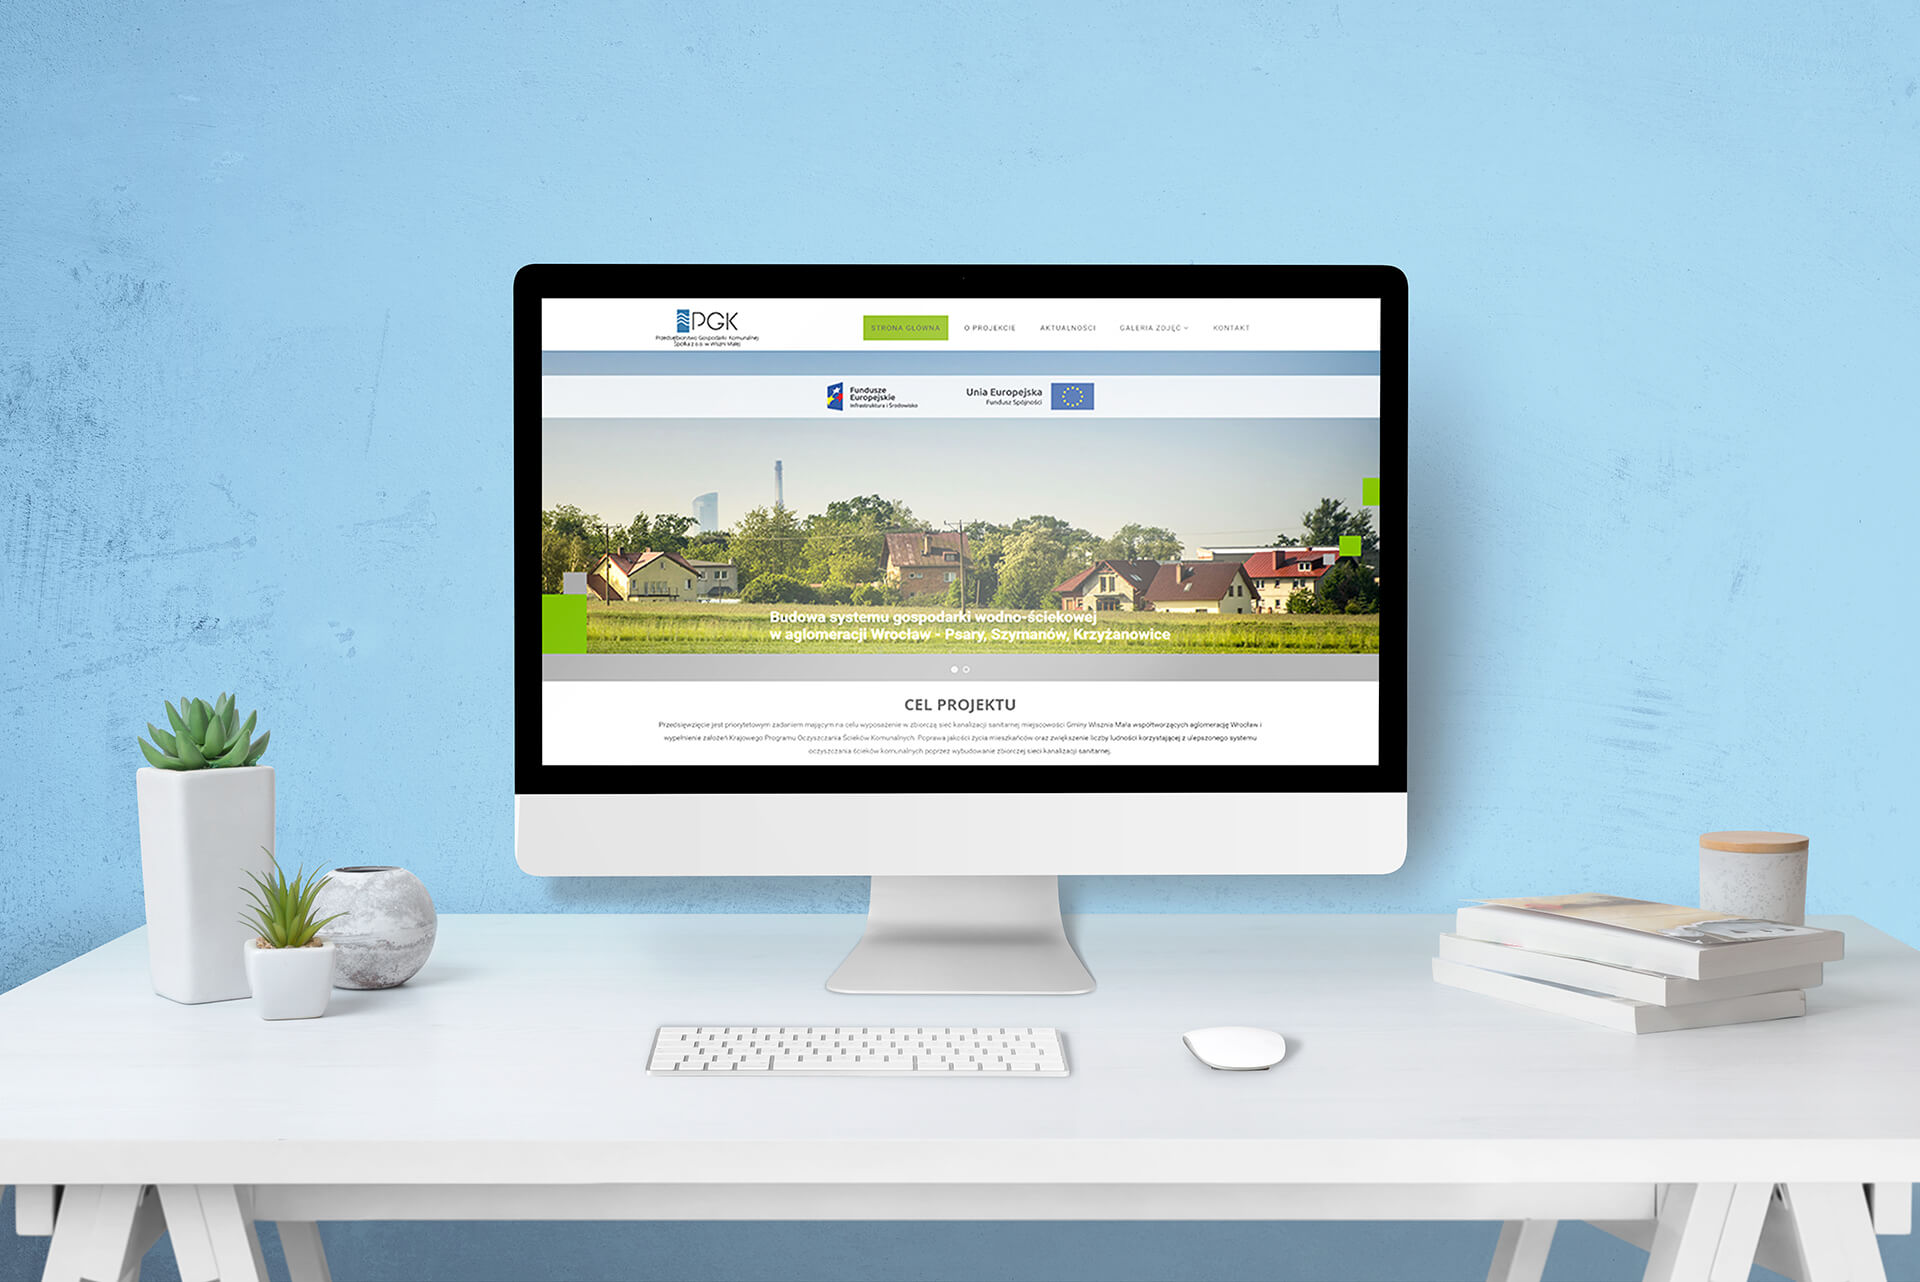 PGK
Przedsiębiorstwo Gospodarki Komunalnej
Spółka z o.o. w Wiszni Małej
STRONA GŁÓWNA
O PROJEKCIE
AKTUALNOŚCI
GALERIA ZDJĘĆ
KONTAKT
Fundusze
Europejskie
Infrastruktura i Środowisko
Unia Europejska
Fundusz Spójności
Budowa systemu gospodarki wodno-ściekowej
w aglomeracji Wrocław - Psary, Szymanów, Krzyżanowice
CEL PROJEKTU
Przedsięwzięcie jest priorytetowym zadaniem mającym na celu wyposażenie w zbiorczą sieć kanalizacji sanitarnej miejscowości Gminy Wisznia Mała współtworzących aglomerację Wrocław i
wypełnienie założeń Krajowego Programu Oczyszczania Ścieków Komunalnych. Poprawa jakości życia mieszkańców oraz zwiększenie liczby ludności korzystającej z ulepszonego systemu
oczyszczania ścieków komunalnych poprzez wybudowanie zbiorczej sieci kanalizacji sanitarnej.